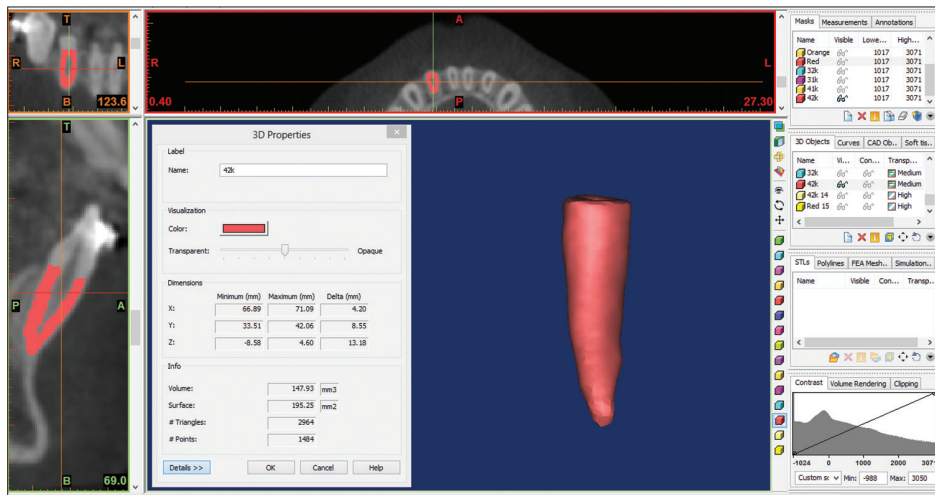 T
R
L
B
123.6
A
R
L
0.40
P
27.30
T
P
A
B
69.0
3D Properties
Label
Name:
42k
Visualization
Color:
Transparent:
Opaque
Dimensions
Minimum (mm) Maximum (mm) Delta (mm)
X: 66.89 71.09 4.20
Y: 33.51 42.06 8.55
Z: -8.58 4.60 13.18
Info
Volume: 147.93 mm3
Surface: 195.25 mm2
# Triangles: 2964
# Points: 1484
Details >> OK Cancel Help
Masks Measurements Annotations
Name Visible Lowe... High...
Orange 1017 3071
Red 1017 3071
32k 1017 3071
31k 1017 3071
41k 1017 3071
42k 1017 3071
3D Objects Curves CAD Ob.. Soft tis..
Name Vi... Con... Transp...
32k Medium
42k Medium
42k 14 High
Red 15 High
STLs Polylines FEA Mesh.. Simulation..
Name Visible Con... Transp..
Contrast Volume Rendering Clipping
-1024 0 1000 2000 3071
Custom sc Min: -988 Max: 3050